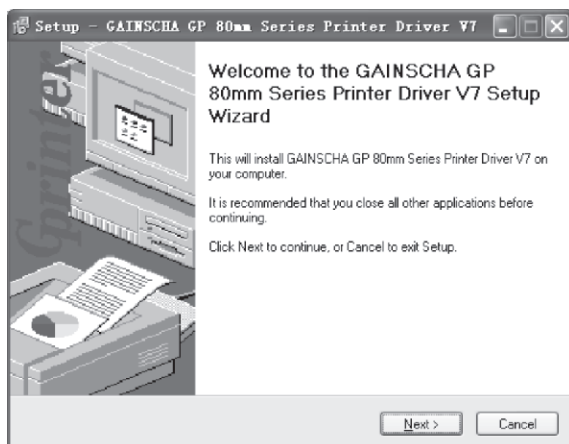 Setup - GAINSCHA GP 80mm Series Printer Driver V7
Gprinter
Welcome to the GAINSCHA GP
80mm Series Printer Driver V7 Setup
Wizard
This will install GAINSCHA GP 80mm Series Printer Driver V7 on
your computer.
It is recommended that you close all other applications before
continuing.
Click Next to continue, or Cancel to exit Setup.
Next >
Cancel